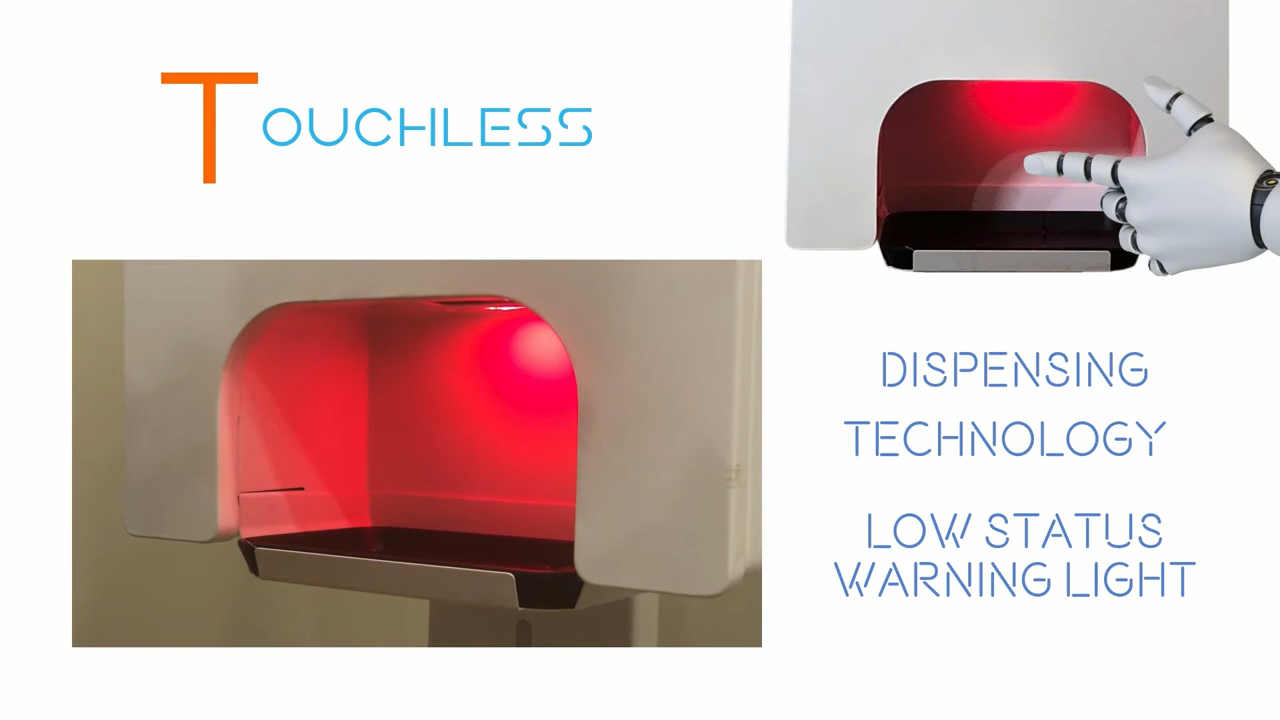 TOUCHLESS
DISPENSING
TECHNOLOGY
LOW STATUS
WARNING LIGHT